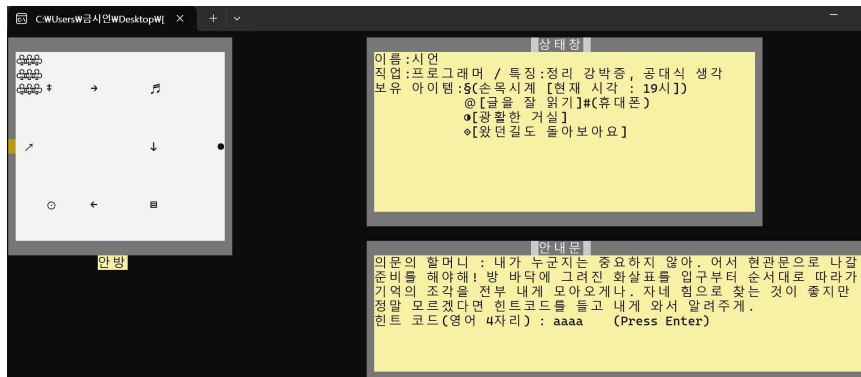 C:₩Users₩금시언₩Desktop₩[
상태창
이름:시언
직업:프로그래머 / 특징:정리 강박증, 공대식 생각
보유 아이템:§(손목시계 [현재 시각 : 19시])
@[글을 잘 읽기]#(휴대폰)
◑[광활한 거실]
◈[왔던길도 돌아보아요]
안방
안내문
의문의 할머니 : 내가 누군지는 중요하지 않아. 어서 현관문으로 나갈
준비를 해야해! 방 바닥에 그려진 화살표를 입구부터 순서대로 따라가
기억의 조각을 전부 내게 모아오게나. 자네 힘으로 찾는 것이 좋지만
정말 모르겠다면 힌트코드를 들고 내게 와서 알려주게.
힌트 코드(영어 4자리) : aaaa (Press Enter)